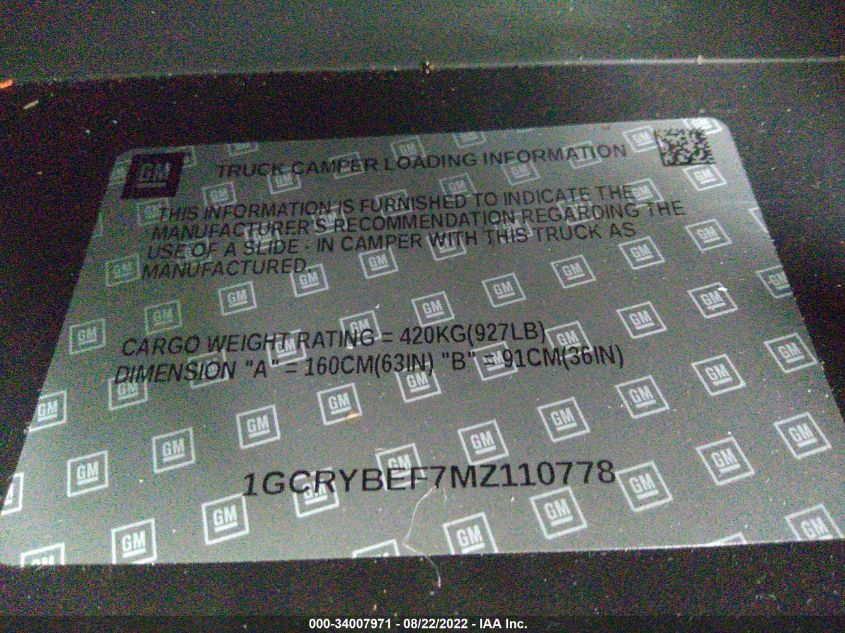 GM
TRUCK CAMPER LOADING INFORMATION
THIS INFORMATION IS FURNISHED TO INDICATE THE
MANUFACTURER'S RECOMMENDATION REGARDING THE
USE OF A SLIDE - IN CAMPER WITH THIS TRUCK AS
MANUFACTURED.
CARGO WEIGHT RATING = 420KG(927LB)
DIMENSION "A" = 160CM(63IN) "B" = 91CM(36IN)
1GCRYBEF7MZ110778
000-34007971 - 08/22/2022 - IAA Inc.